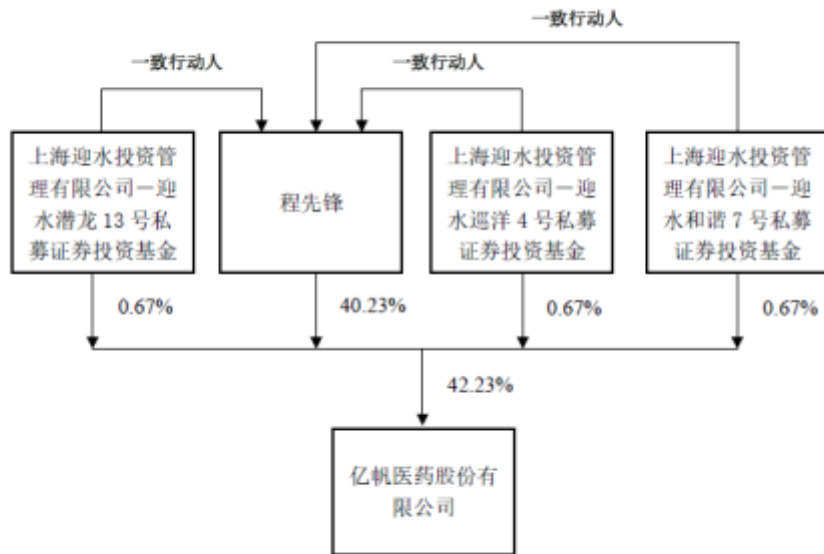 一致行动人
一致行动人
一致行动人
上海迎水投资管
理有限公司－迎
水潜龙 13 号私
募证券投资基金
程先锋
上海迎水投资管
理有限公司－迎
水巡洋 4 号私募
证券投资基金
上海迎水投资管
理有限公司－迎
水和谐 7 号私募
证券投资基金
0.67%
40.23%
0.67%
0.67%
42.23%
亿帆医药股份有
限公司